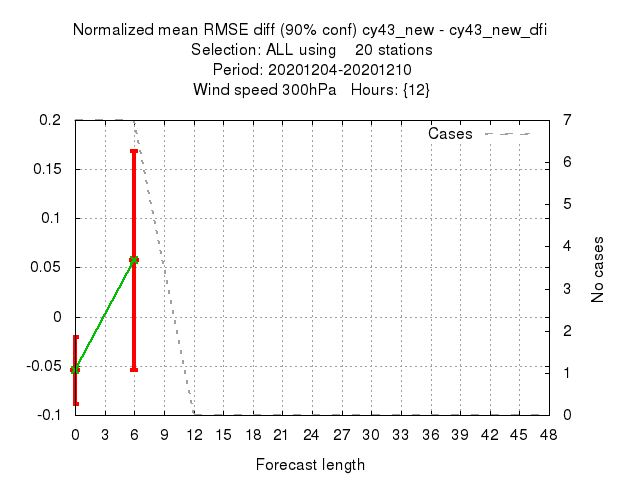 Normalized mean RMSE diff (90% conf) cy43_new - cy43_new_dfi
Selection: ALL using    20 stations
Period: 20201204-20201210
Wind speed 300hPa   Hours: {12}
Cases
0.2
0.15
0.1
0.05
0
-0.05
-0.1
7
6
5
4
3
2
1
0
No cases
0 3 6 9 12 15 18 21 24 27 30 33 36 39 42 45 48
Forecast length